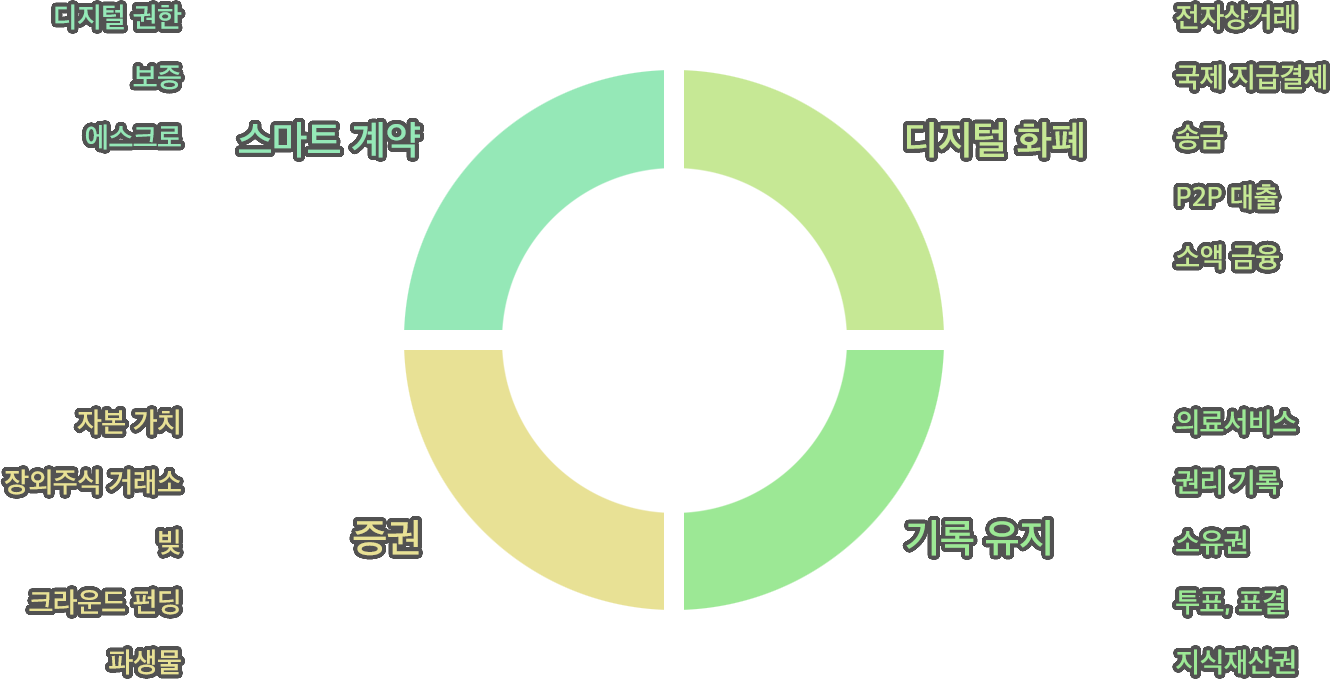 디지털 권한
보증
에스크로
스마트 계약
디지털 화폐
전자상거래
국제 지급결제
송금
P2P 대출
소액 금융
자본 가치
장외주식 거래소
빚
크라운드 펀딩
파생물
증권
기록 유지
의료서비스
권리 기록
소유권
투표, 표결
지식재산권